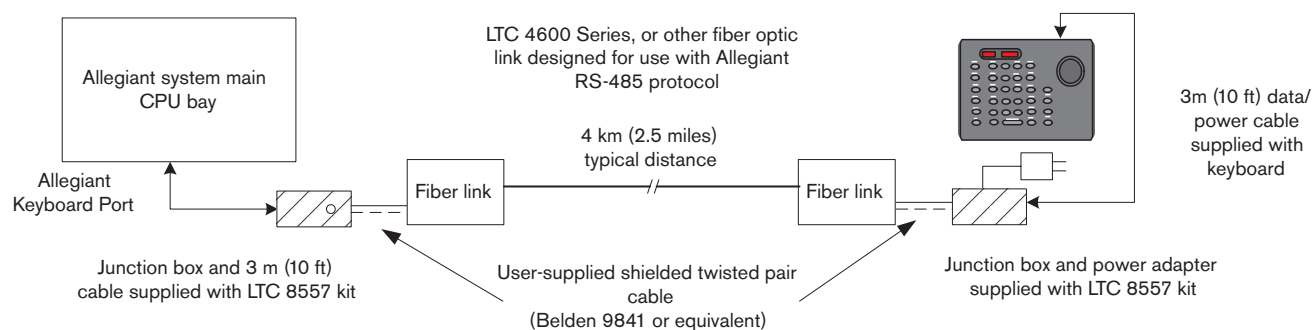 Allegiant system main
CPU bay
LTC 4600 Series, or other fiber optic
link designed for use with Allegiant
RS-485 protocol
3m (10 ft) data/
power cable
supplied with
keyboard
4 km (2.5 miles)
typical distance
Allegiant
Keyboard Port
Fiber link
Fiber link
Junction box and 3 m (10 ft)
cable supplied with LTC 8557 kit
User-supplied shielded twisted pair
cable
(Belden 9841 or equivalent)
Junction box and power adapter
supplied with LTC 8557 kit